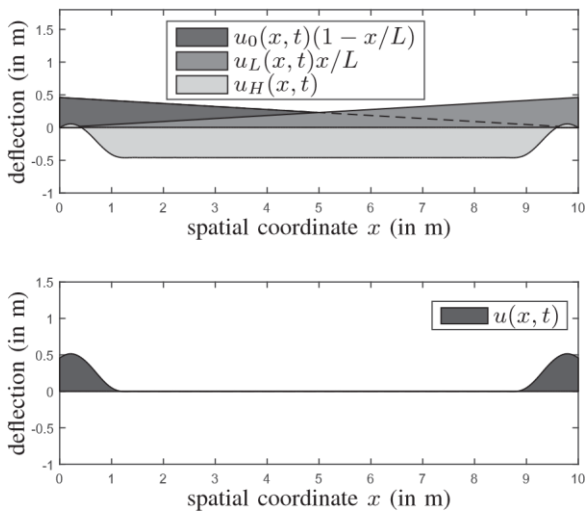 u_0(x,t)(1 − x/L)
u_L(x,t)x/L
u_H(x,t)
deflection (in m)
1.5
1
0.5
0
-0.5
-1
0 1 2 3 4 5 6 7 8 9 10
spatial coordinate x (in m)
u(x,t)
deflection (in m)
1.5
1
0.5
0
-0.5
-1
0 1 2 3 4 5 6 7 8 9 10
spatial coordinate x (in m)